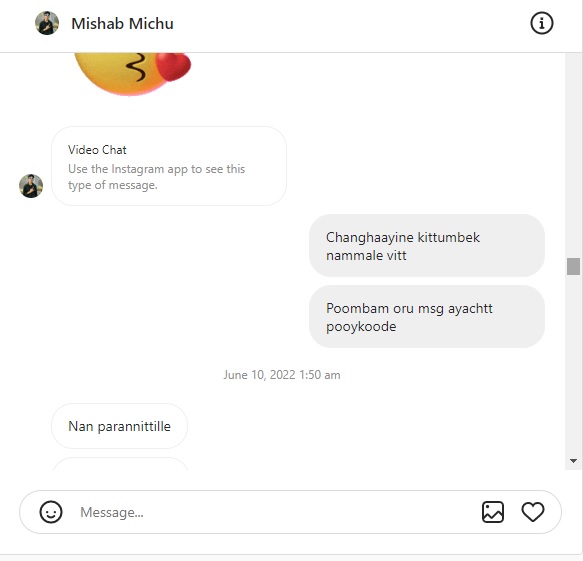 Mishab Michu
Video Chat
Use the Instagram app to see this
type of message.
Changhaayine kittumbek
nammale vitt
Poombam oru msg ayachtt
pooykoode
June 10, 2022 1:50 am
Nan parannittille
Message...